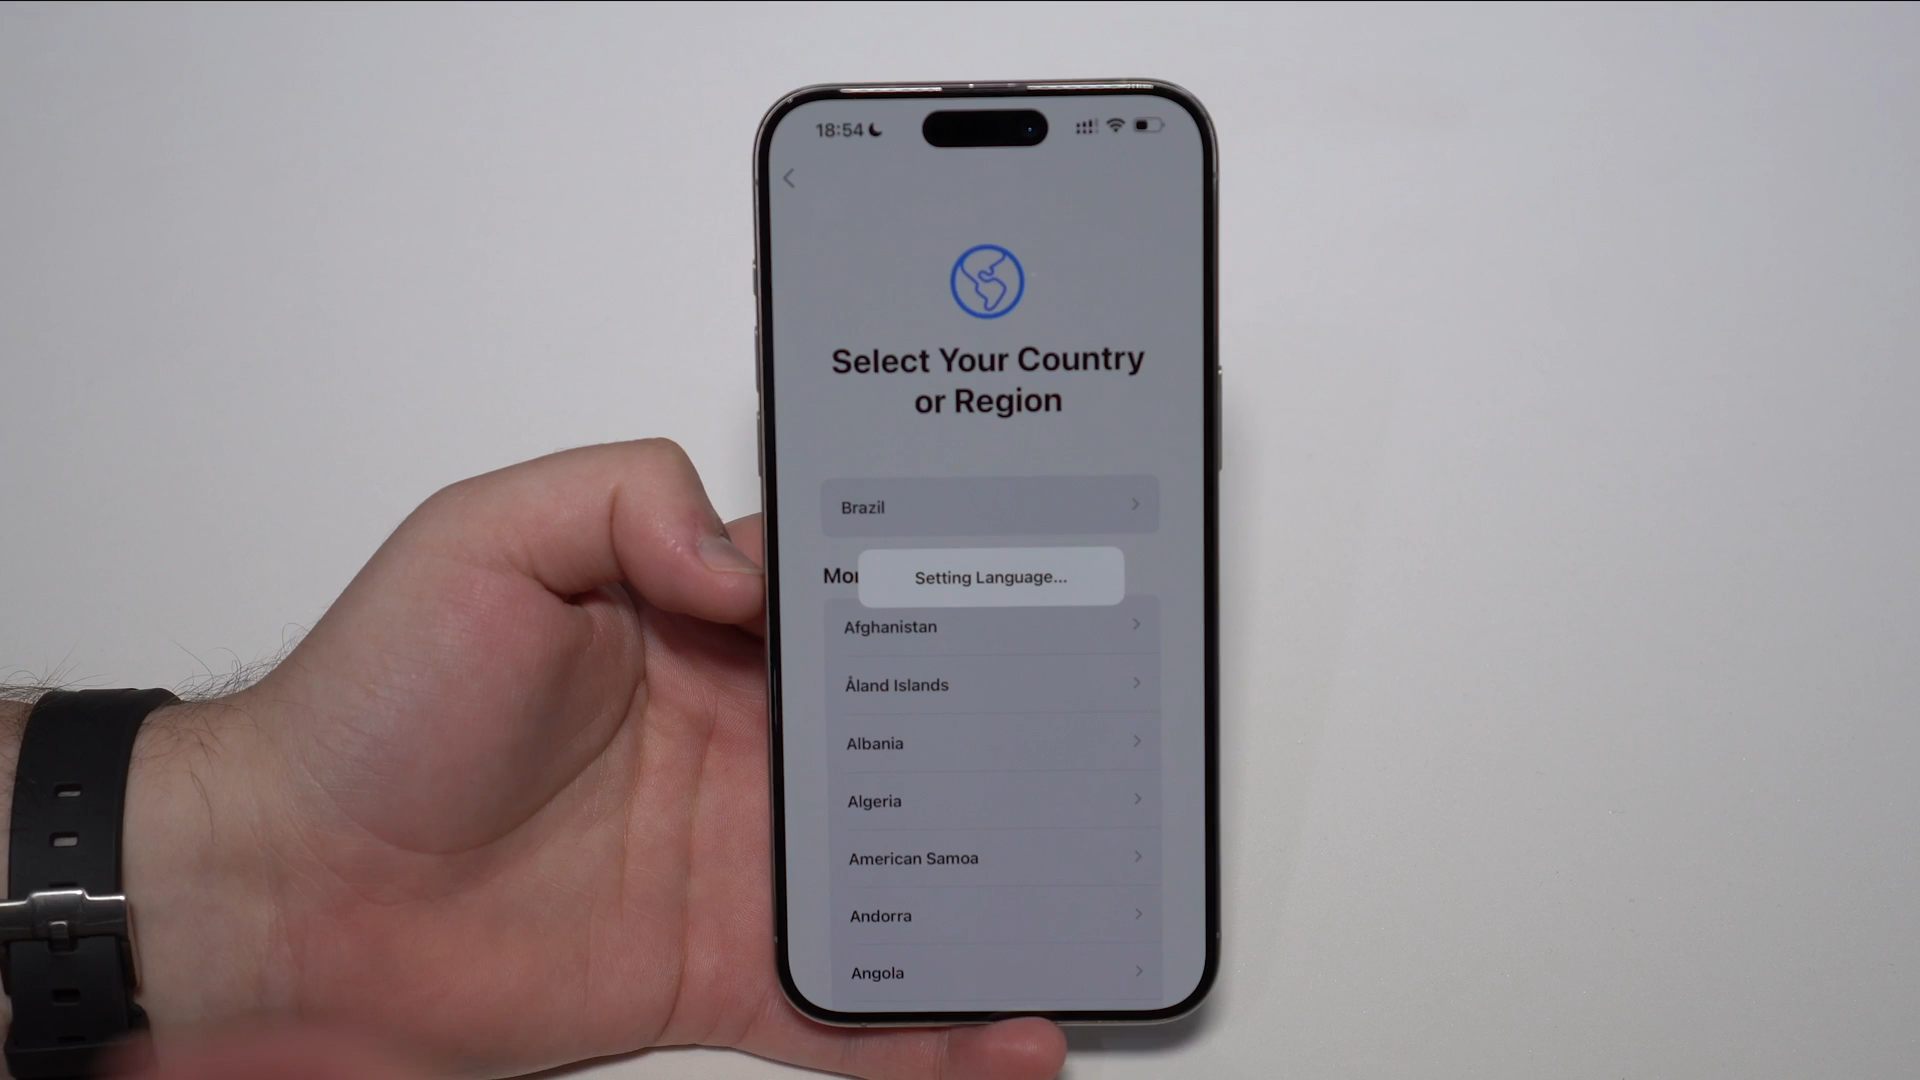 18:54
Select Your Country
or Region
Brazil
Mor
Setting Language...
Afghanistan
Åland Islands
Albania
Algeria
American Samoa
Andorra
Angola